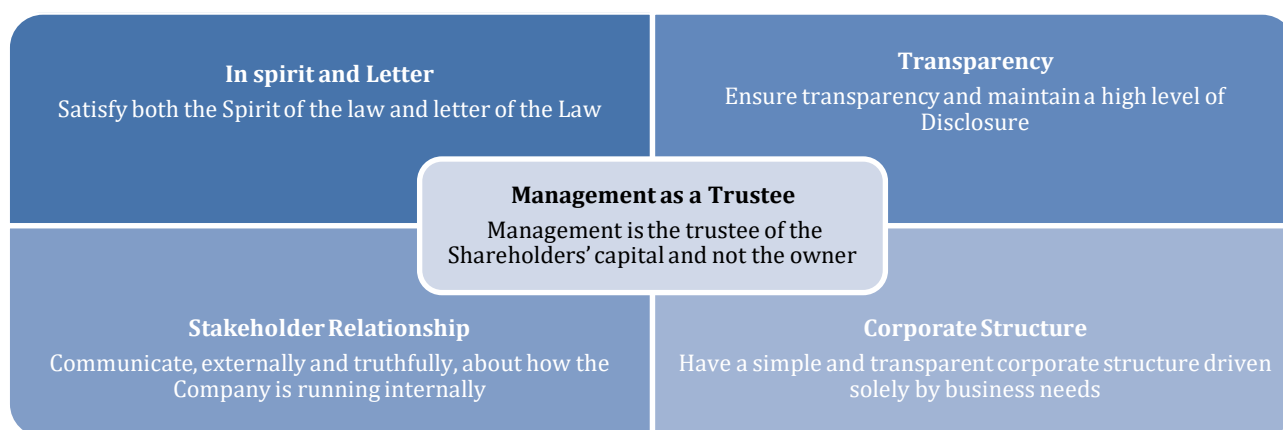 In spirit and Letter
Satisfy both the Spirit of the law and letter of the Law
Transparency
Ensure transparency and maintain a high level of
Disclosure
Management as a Trustee
Management is the trustee of the
Shareholders’ capital and not the owner
Stakeholder Relationship
Communicate, externally and truthfully, about how the
Company is running internally
Corporate Structure
Have a simple and transparent corporate structure driven
solely by business needs